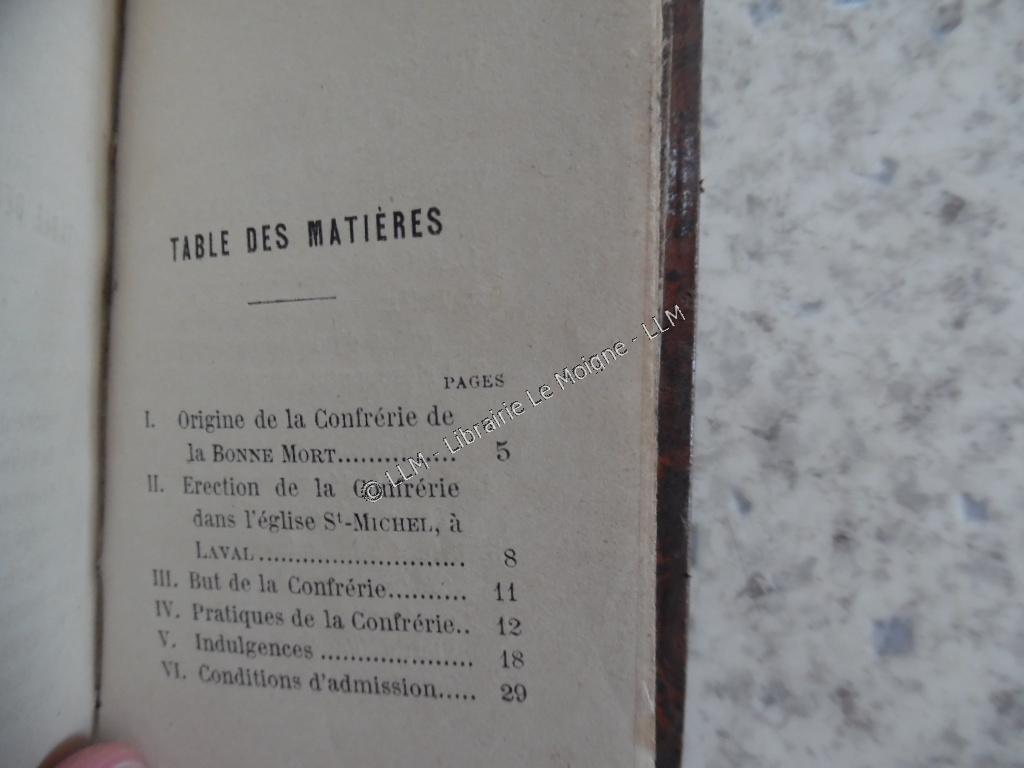 TABLE DES MATIÈRES
PAGES
I. Origine de la Confrérie de
la BONNE MORT............... 5
II. Erection de la Confrérie
dans l'église St-MICHEL, à
LAVAL........................... 8
III. But de la Confrérie.......... 11
IV. Pratiques de la Confrérie.. 12
V. Indulgences .................... 18
VI. Conditions d'admission..... 29
© LLM - Librairie Le Moigne - LLM